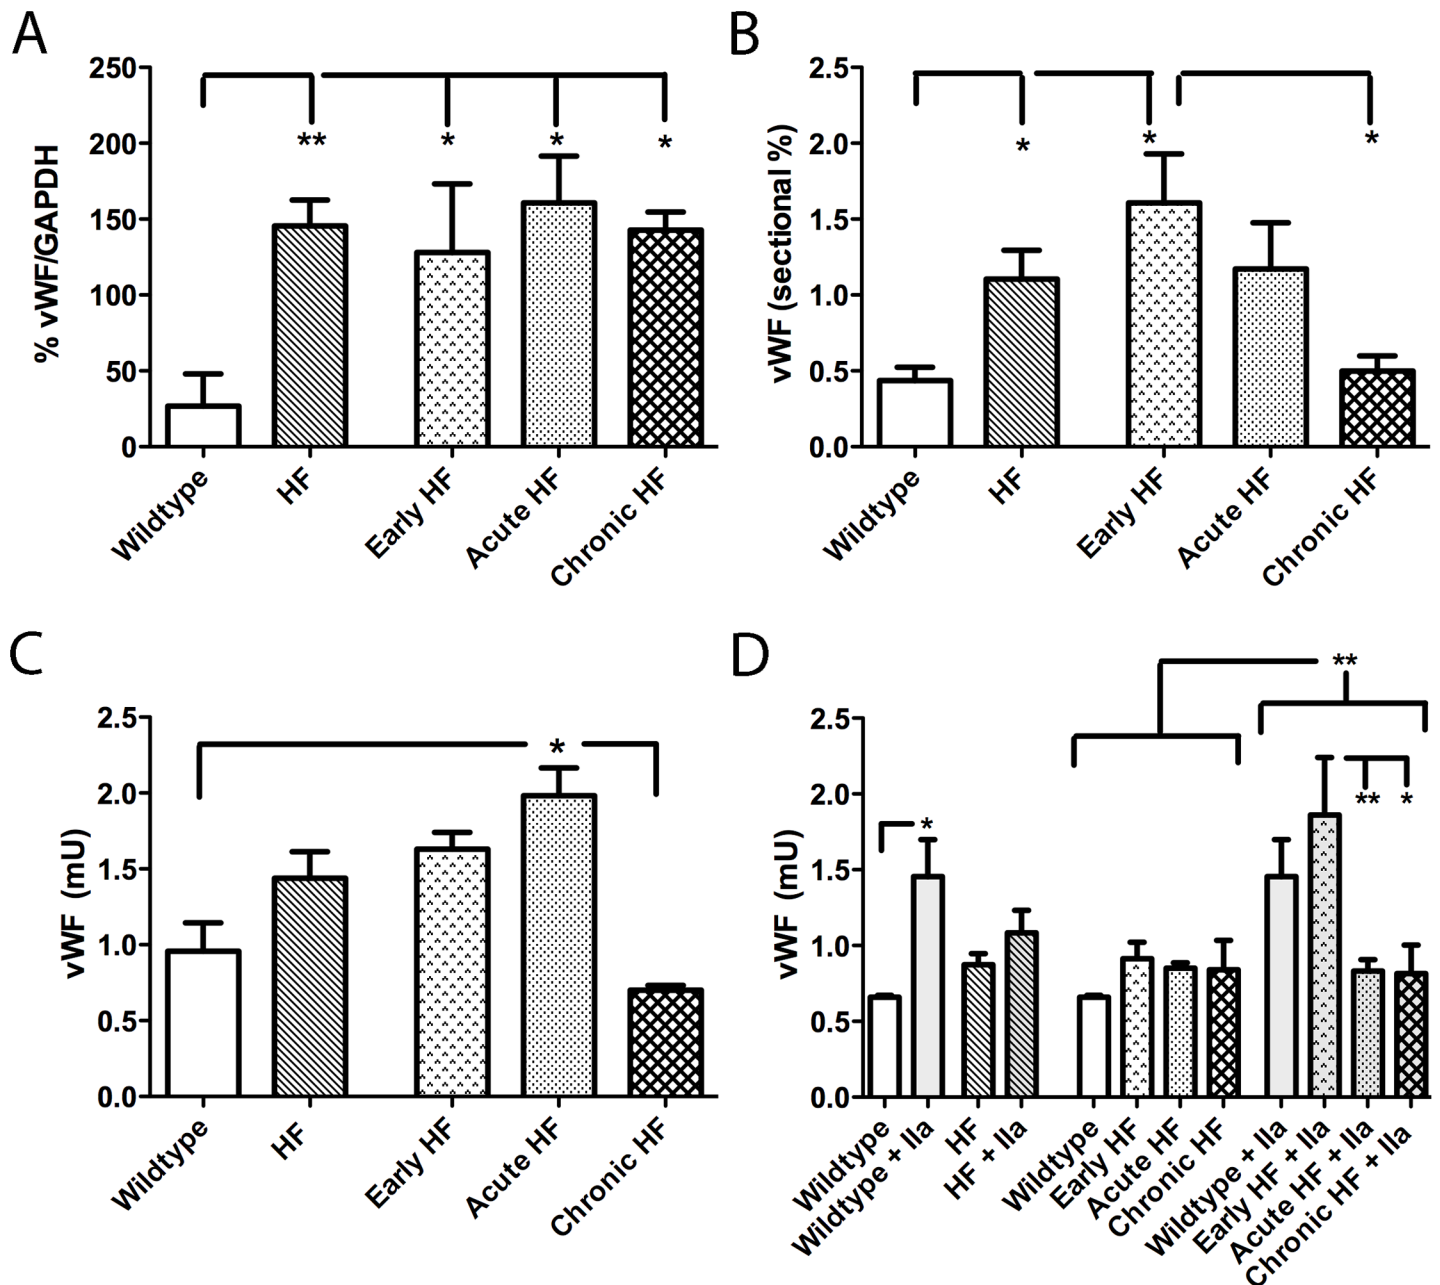 A
% vWF/GAPDH
250
200
150
100
50
0
** * * *
Wildtype
HF
Early HF
Acute HF
Chronic HF
B
vWF (sectional %)
2.5
2.0
1.5
1.0
0.5
0.0
* * *
Wildtype
HF
Early HF
Acute HF
Chronic HF
C
vWF (mU)
2.5
2.0
1.5
1.0
0.5
0.0
*
Wildtype
HF
Early HF
Acute HF
Chronic HF
D
vWF (mU)
2.5
2.0
1.5
1.0
0.5
0.0
**
** *
*
Wildtype
Wildtype + IIa
HF
HF + IIa
Wildtype
Early HF
Acute HF
Chronic HF
Wildtype + IIa
Early HF + IIa
Acute HF + IIa
Chronic HF + IIa